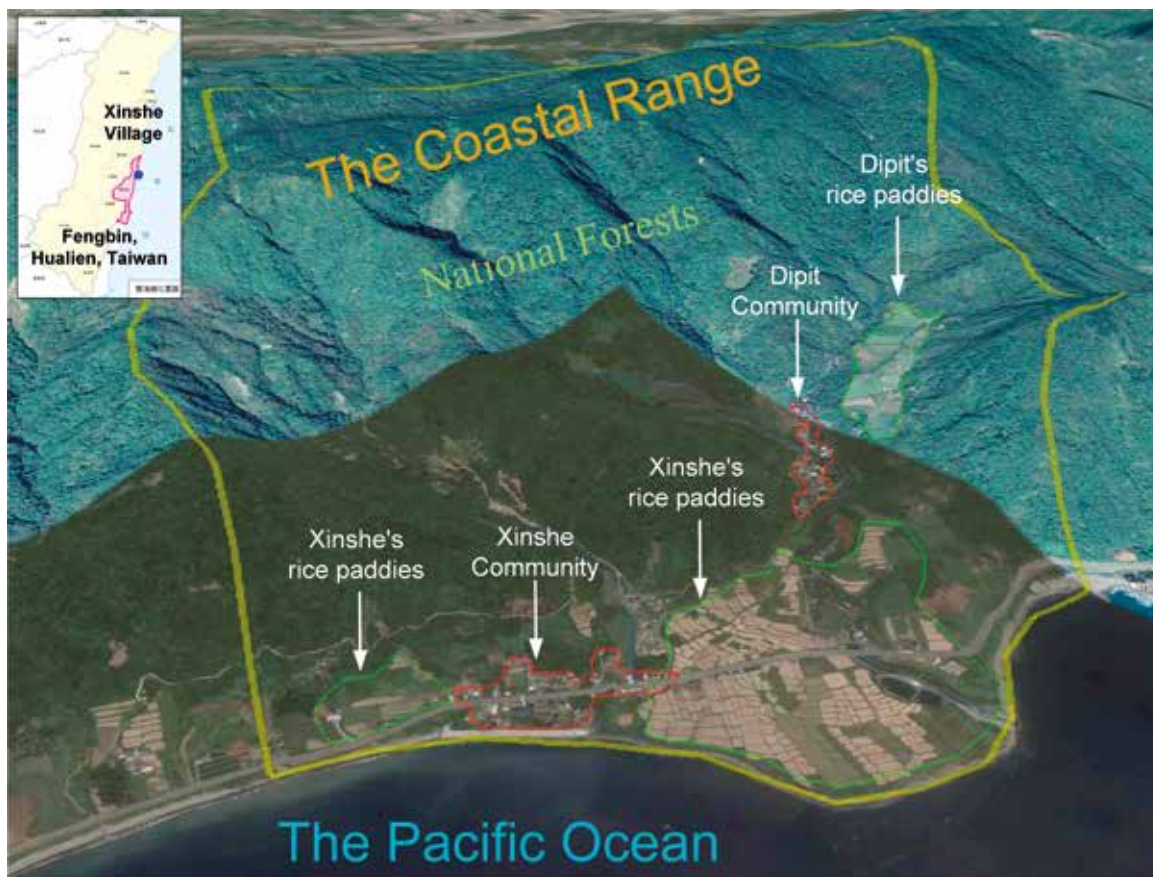 Xinshe
Village
Fengbin,
Hualien, Taiwan
The Coastal Range
National Forests
Dipit's
rice paddies
Dipit
Community
Xinshe's
rice paddies
Xinshe's
rice paddies
Xinshe
Community
The Pacific Ocean